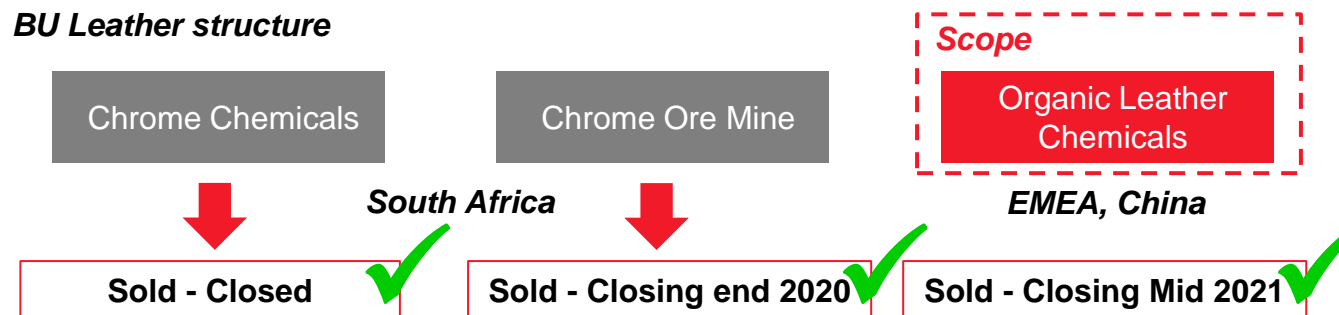 BU Leather structure
Scope
Chrome Chemicals
Chrome Ore Mine
Organic Leather
Chemicals
South Africa
EMEA, China
Sold - Closed
Sold - Closing end 2020
Sold - Closing Mid 2021